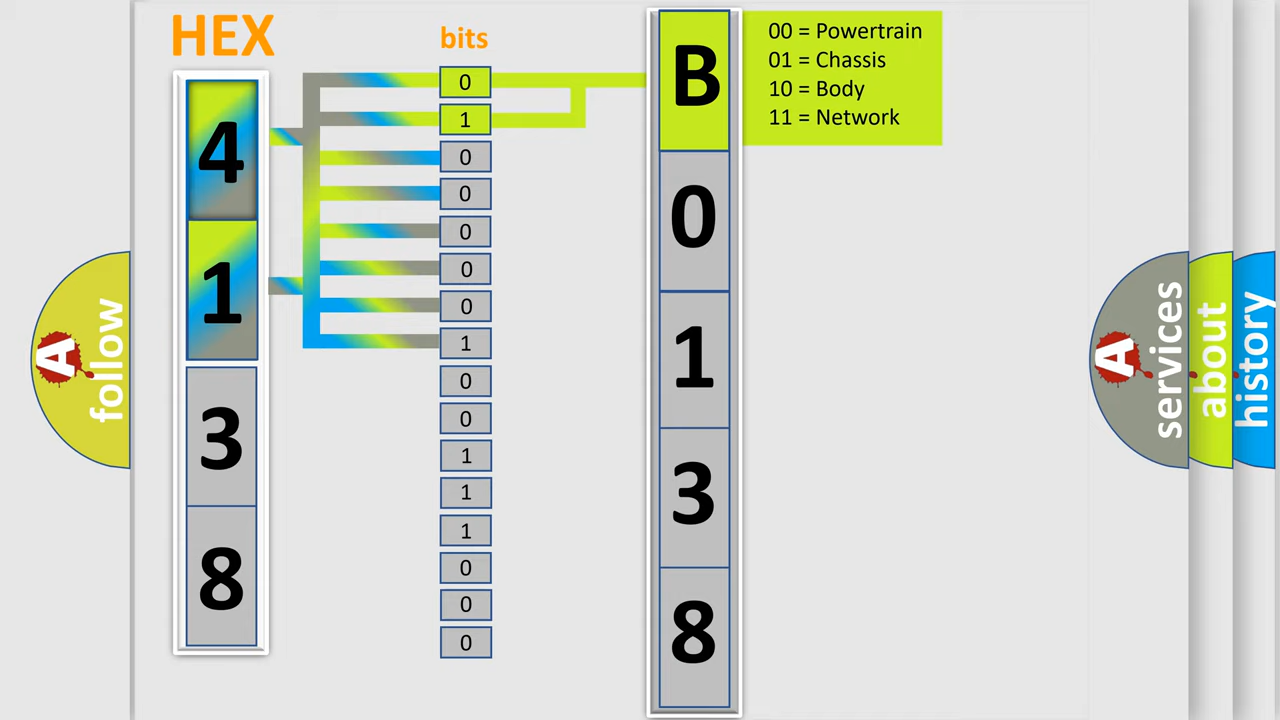 HEX
bits
4
1
3
8
0
1
0
0
0
0
0
1
0
0
1
1
1
0
0
0
B
0
1
3
8
00 = Powertrain
01 = Chassis
10 = Body
11 = Network
A
follow
A
services
about
history